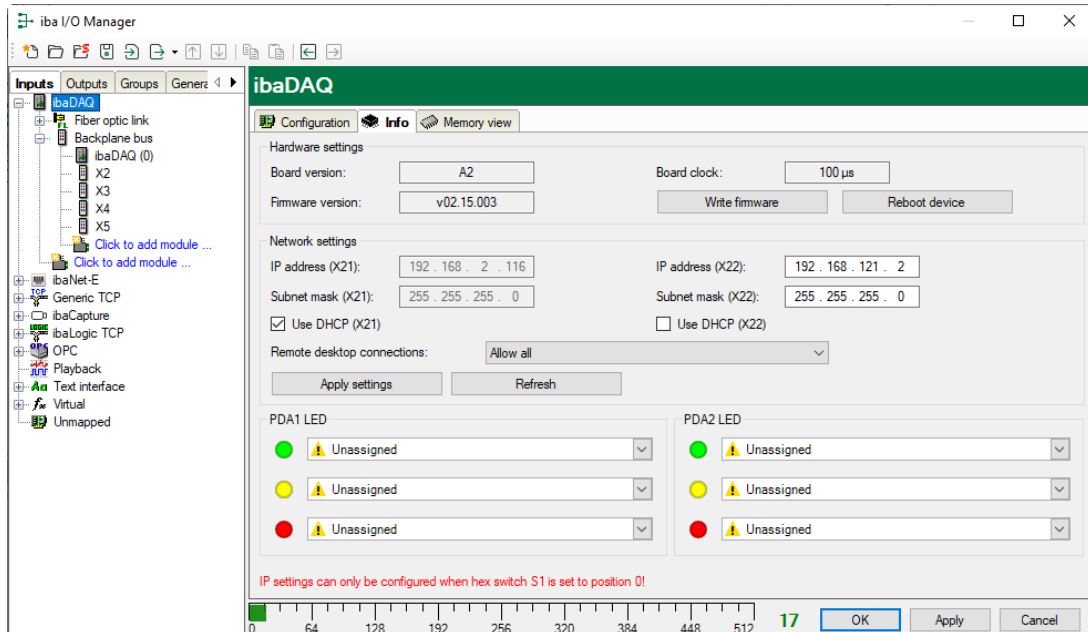 iba I/O Manager
Inputs Outputs Groups Genera
ibaDAQ
Fiber optic link
FL
Backplane bus
ibaDAQ (0)
X2
X3
X4
X5
Click to add module ...
Click to add module ...
ibaNet-E
TCP Generic TCP
ibaCapture
LOGIC TCP ibaLogic TCP
OPC OPC
Playback
Aa Text interface
fx Virtual
Unmapped
ibaDAQ
Configuration Info Memory view
Hardware settings
Board version: A2 Board clock: 100 µs
Firmware version: v02.15.003 Write firmware Reboot device
Network settings
IP address (X21): 192 . 168 . 2 . 116 IP address (X22): 192 . 168 . 121 . 2
Subnet mask (X21): 255 . 255 . 255 . 0 Subnet mask (X22): 255 . 255 . 255 . 0
Use DHCP (X21) Use DHCP (X22)
Remote desktop connections: Allow all
Apply settings Refresh
PDA1 LED PDA2 LED
Unassigned Unassigned
Unassigned Unassigned
Unassigned Unassigned
IP settings can only be configured when hex switch S1 is set to position 0!
0 64 128 192 256 320 384 448 512 17 OK Apply Cancel